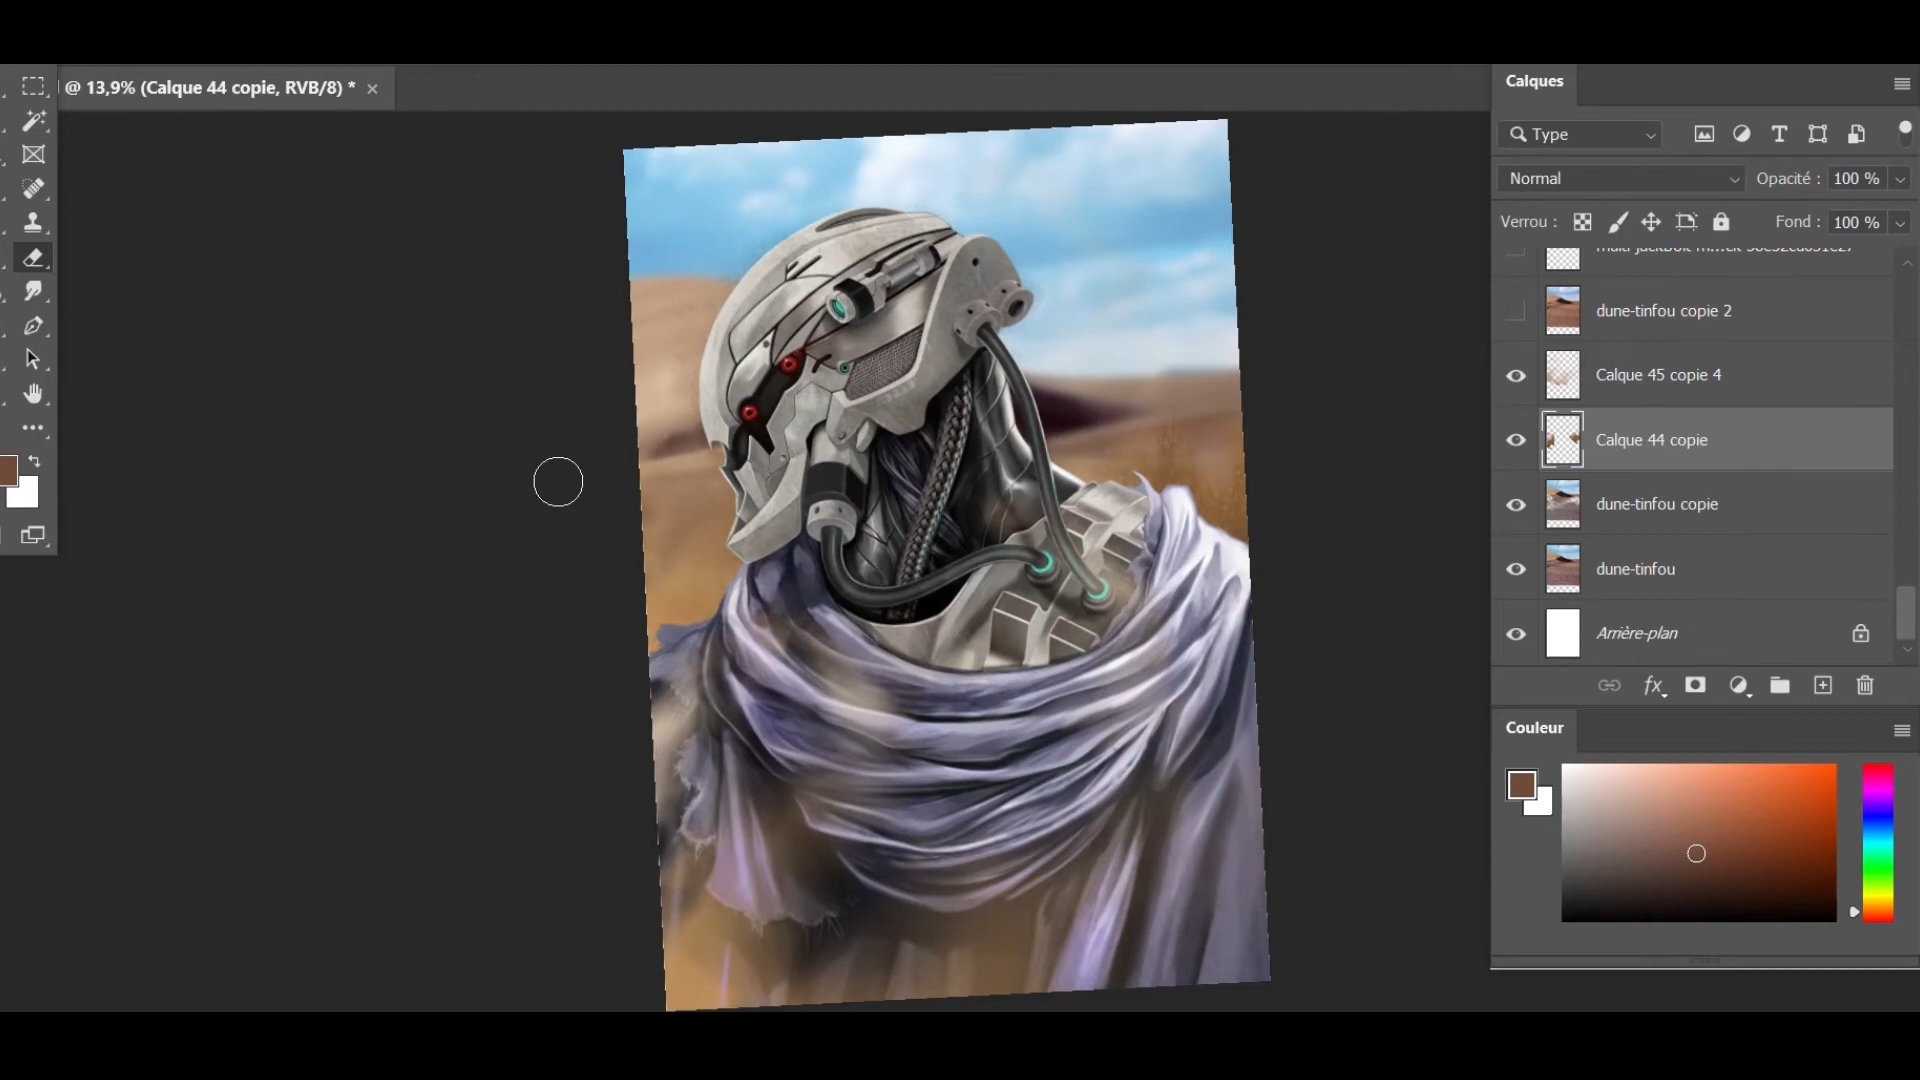 @ 13,9% (Calque 44 copie, RVB/8) *
Calques
Type
Normal
Opacité : 100 %
Verrou :
Fond : 100 %
dune-tinfou copie 2
Calque 45 copie 4
Calque 44 copie
dune-tinfou copie
dune-tinfou
Arrière-plan
fx
Couleur